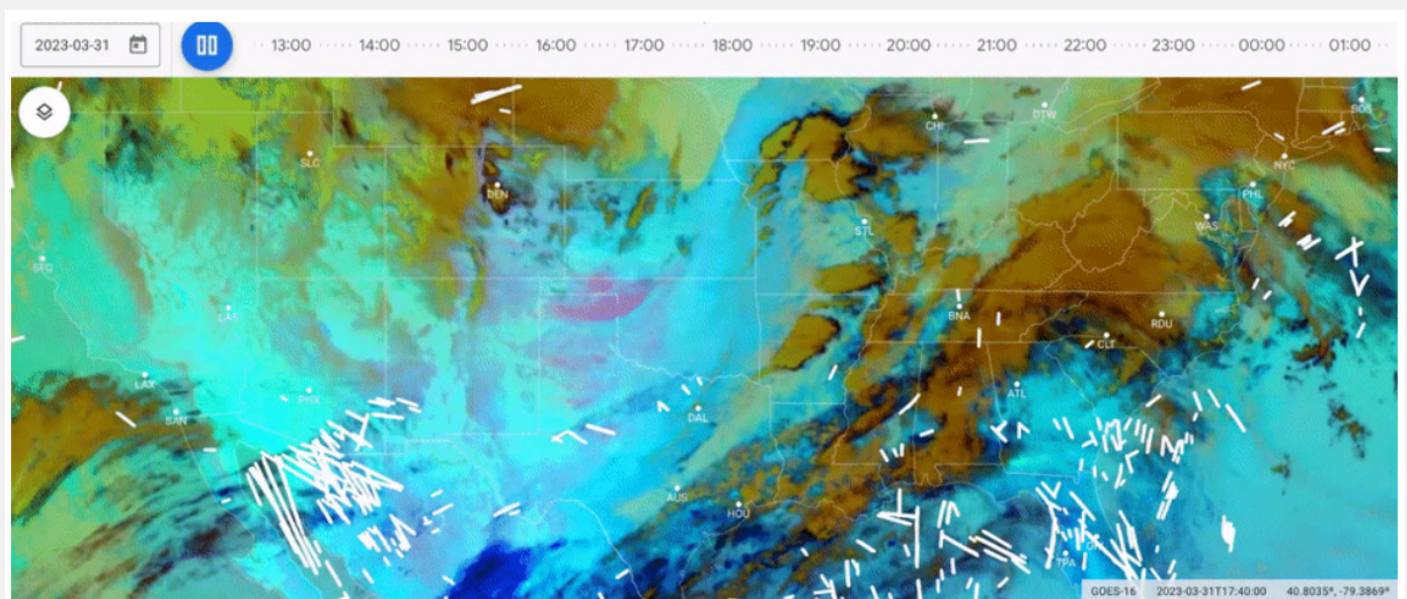 2023-03-31 13:00 14:00 15:00 16:00 17:00 18:00 19:00 20:00 21:00 22:00 23:00 00:00 01:00
BOS
DTW
CHI
SLC
NYC
DEN
PHL
WAS
STL
SFO
LAS
BNA
RDU
CLT
LAX
ATL
PHX
SAN
DAL
AUS
HOU
TPA
GOES-16 2023-03-31T17:40:00 40.8035°, -79.3869°